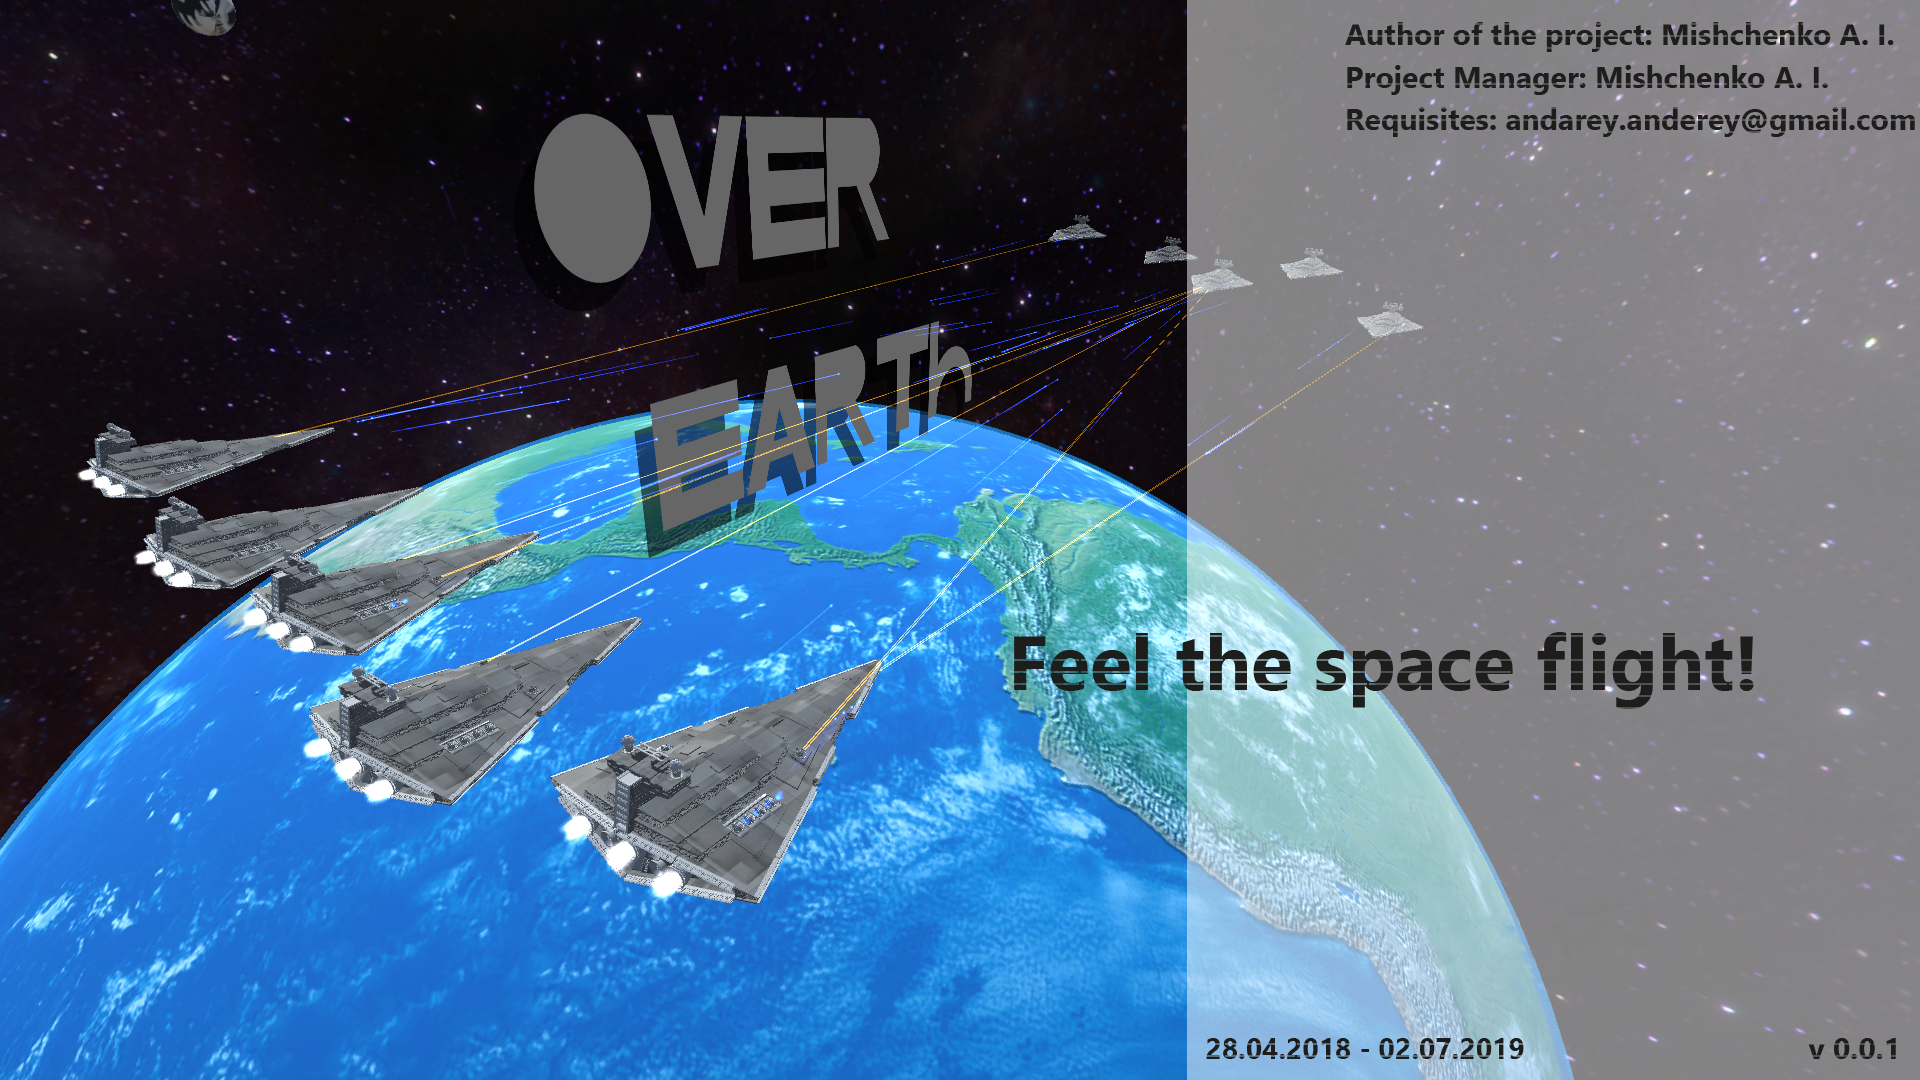 Author of the project: Mishchenko A. I.
Project Manager: Mishchenko A. I.
Requisites: andarey.anderey@gmail.com
OVER
EARTh
Feel the space flight!
28.04.2018 - 02.07.2019
v 0.0.1